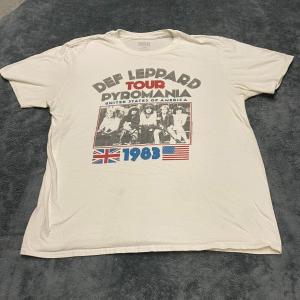 DEF LEPPARD
TOUR
PYROMANIA
UNITED STATES OF AMERICA
1983